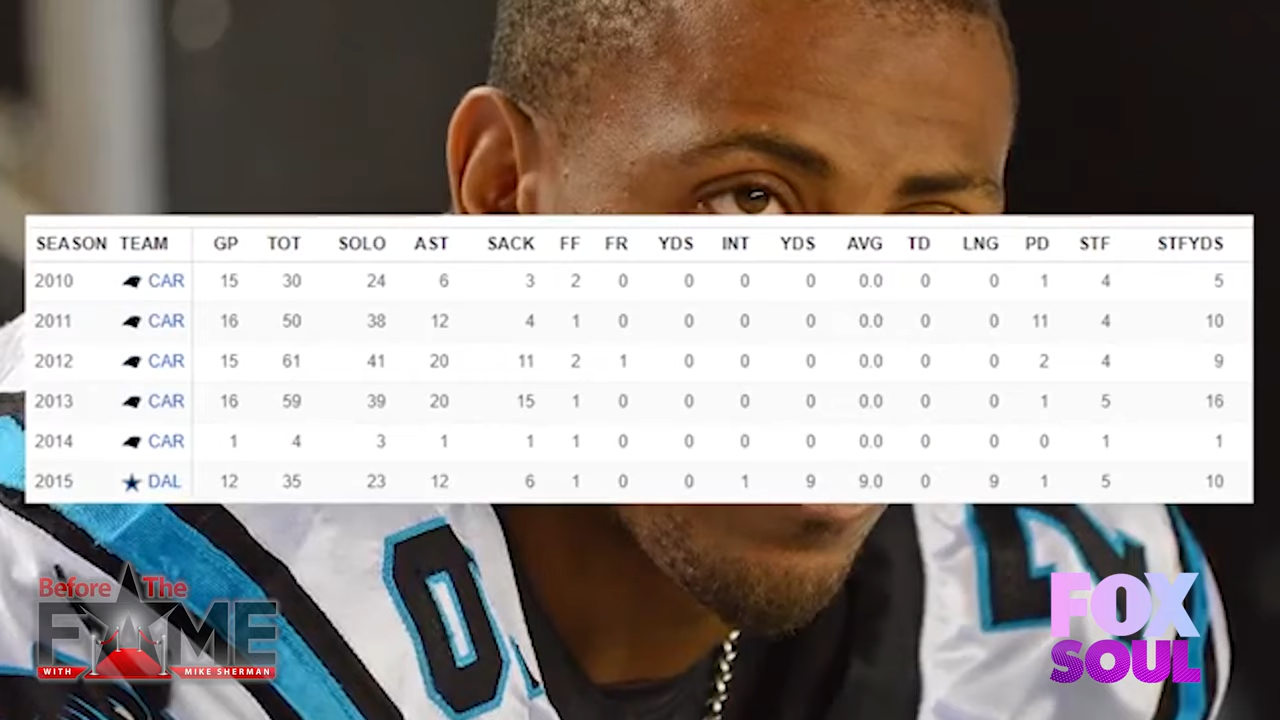 SEASON TEAM GP TOT SOLO AST SACK FF FR YDS INT YDS AVG TD LNG PD STF STFYDS
2010 CAR 15 30 24 6 3 2 0 0 0 0 0.0 0 0 1 4 5
2011 CAR 16 50 38 12 4 1 0 0 0 0 0.0 0 0 11 4 10
2012 CAR 15 61 41 20 11 2 1 0 0 0 0.0 0 0 2 4 9
2013 CAR 16 59 39 20 15 1 0 0 0 0 0.0 0 0 1 5 16
2014 CAR 1 4 3 1 1 1 0 0 0 0 0.0 0 0 0 1 1
2015 DAL 12 35 23 12 6 1 0 0 1 9 9.0 0 9 1 5 10
0
Before The
FAME
WITH MIKE SHERMAN
FOX
SOUL